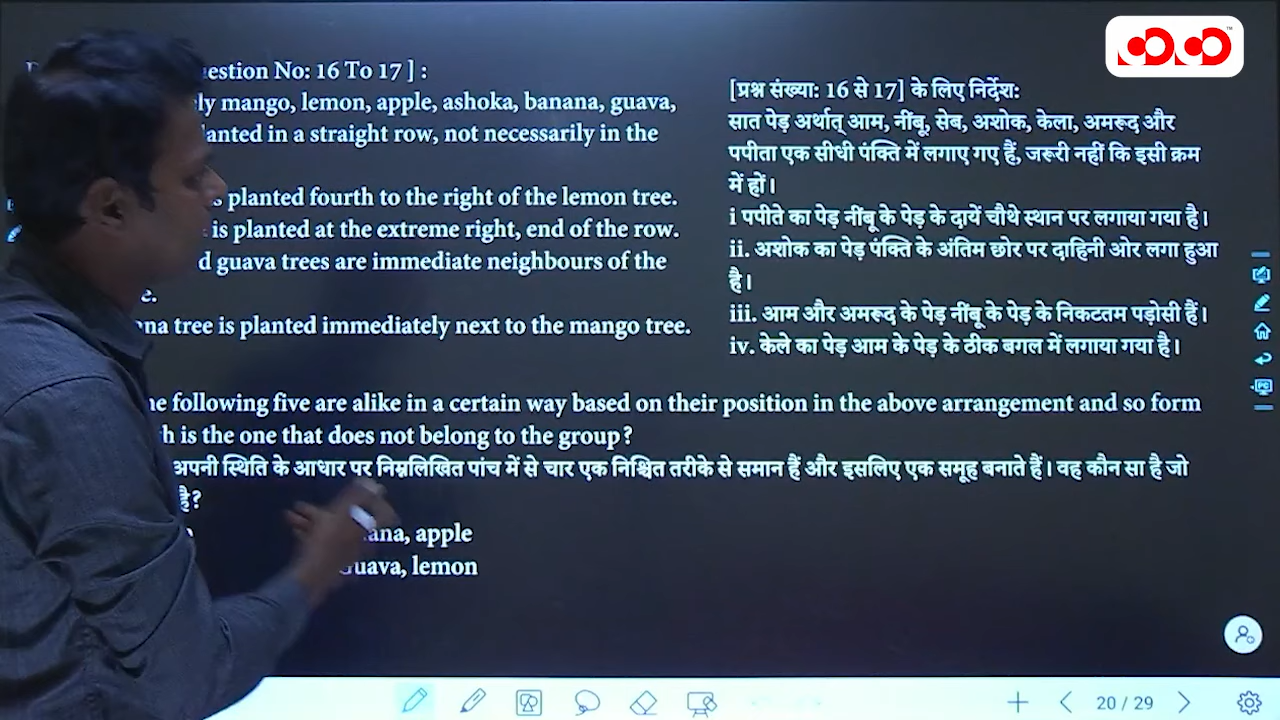 estion No: 16 To 17 ] :
ly mango, lemon, apple, ashoka, banana, guava,
lanted in a straight row, not necessarily in the
s planted fourth to the right of the lemon tree.
is planted at the extreme right, end of the row.
d guava trees are immediate neighbours of the
e.
na tree is planted immediately next to the mango tree.
[प्रश्न संख्या: 16 से 17] के लिए निर्देश:
सात पेड़ अर्थात् आम, नींबू, सेब, अशोक, केला, अमरूद और
पपीता एक सीधी पंक्ति में लगाए गए हैं, जरूरी नहीं कि इसी क्रम
में हों।
i पपीते का पेड़ नींबू के पेड़ के दायें चौथे स्थान पर लगाया गया है।
ii. अशोक का पेड़ पंक्ति के अंतिम छोर पर दाहिनी ओर लगा हुआ
है।
iii. आम और अमरूद के पेड़ नींबू के पेड़ के निकटतम पड़ोसी हैं।
iv. केले का पेड़ आम के पेड़ के ठीक बगल में लगाया गया है।
he following five are alike in a certain way based on their position in the above arrangement and so form
h is the one that does not belong to the group?
अपनी स्थिति के आधार पर निम्नलिखित पांच में से चार एक निश्चित तरीके से समान हैं और इसलिए एक समूह बनाते हैं। वह कौन सा है जो
है?
ana, apple
Guava, lemon
20 / 29